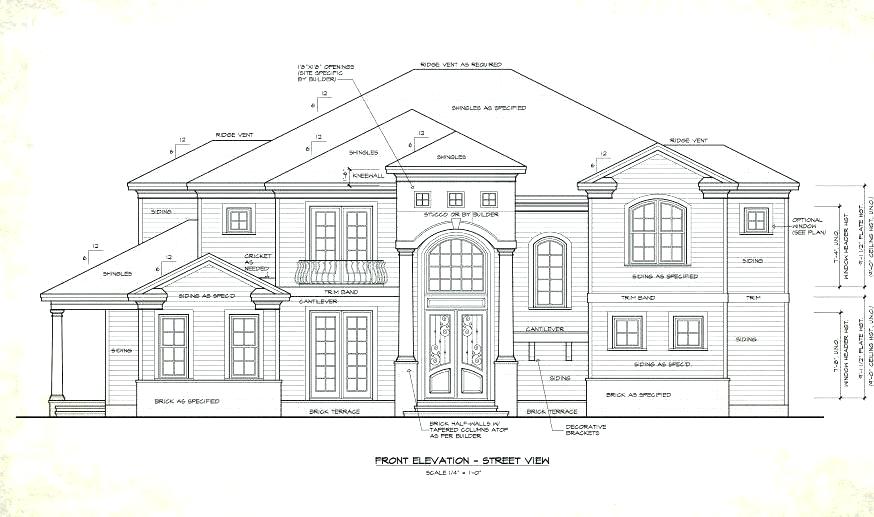 1'8"X1'8" OPENINGS
(SITE SPECIFIC
BY BUILDER)
RIDGE VENT AS REQUIRED
12
6
SHINGLES AS SPECIFIED
12
6
RIDGE VENT
12
6
12
6
RIDGE VENT
12
6
SHINGLES
SHINGLES
KNEEWALL
SIDING
STUCCO OR BY BUILDER
OPTIONAL
WINDOW
(SEE PLAN)
12
6
SIDING
CRICKET
AS
NEEDED
12
6
SHINGLES
SIDING AS SPECIFIED
SIDING AS SPEC'D
TRIM BAND
CANTILEVER
TRIM BAND
TRIM
7'-4" U.N.O.
WINDOW HEADER HGT.
9'-1 1/2" PLATE HGT.
(9'-0" CEILING HGT, U.N.O.)
CANTILEVER
SIDING
SIDING
SIDING AS SPEC'D.
SIDING
7'-8" U.N.O.
WINDOW HEADER HGT.
9'-1 1/2" PLATE HGT.
(9'-0" CEILING HGT, U.N.O.)
BRICK AS SPECIFIED
BRICK AS SPECIFIED
BRICK TERRACE
BRICK TERRACE
BRICK HALF-WALLS W/
TAPERED COLUMNS ATOP
AS PER BUILDER
DECORATIVE
BRACKETS
FRONT ELEVATION - STREET VIEW
SCALE 1/4" = 1'-0"